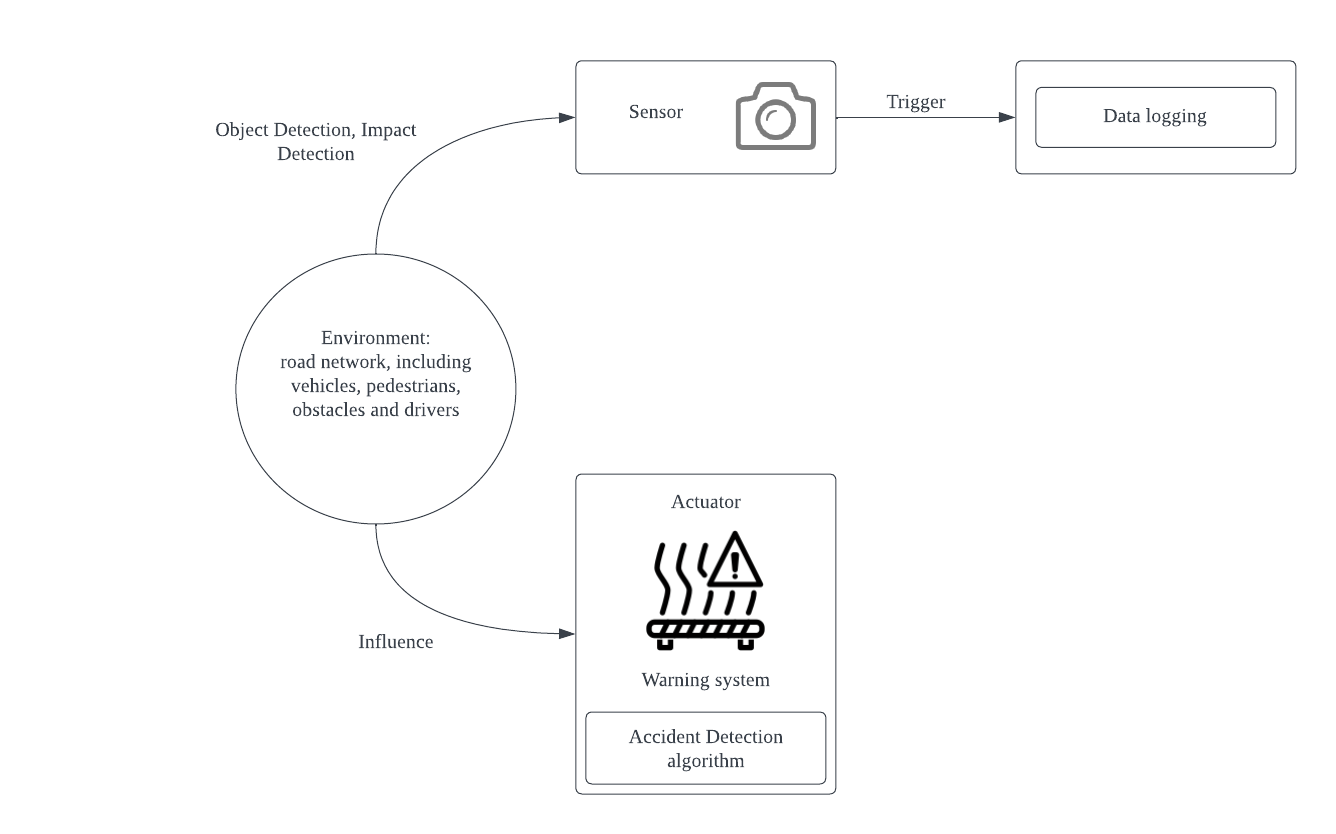 Sensor
Trigger
Data logging
Object Detection, Impact
Detection
Environment:
road network, including
vehicles, pedestrians,
obstacles and drivers
Influence
Actuator
Warning system
Accident Detection
algorithm